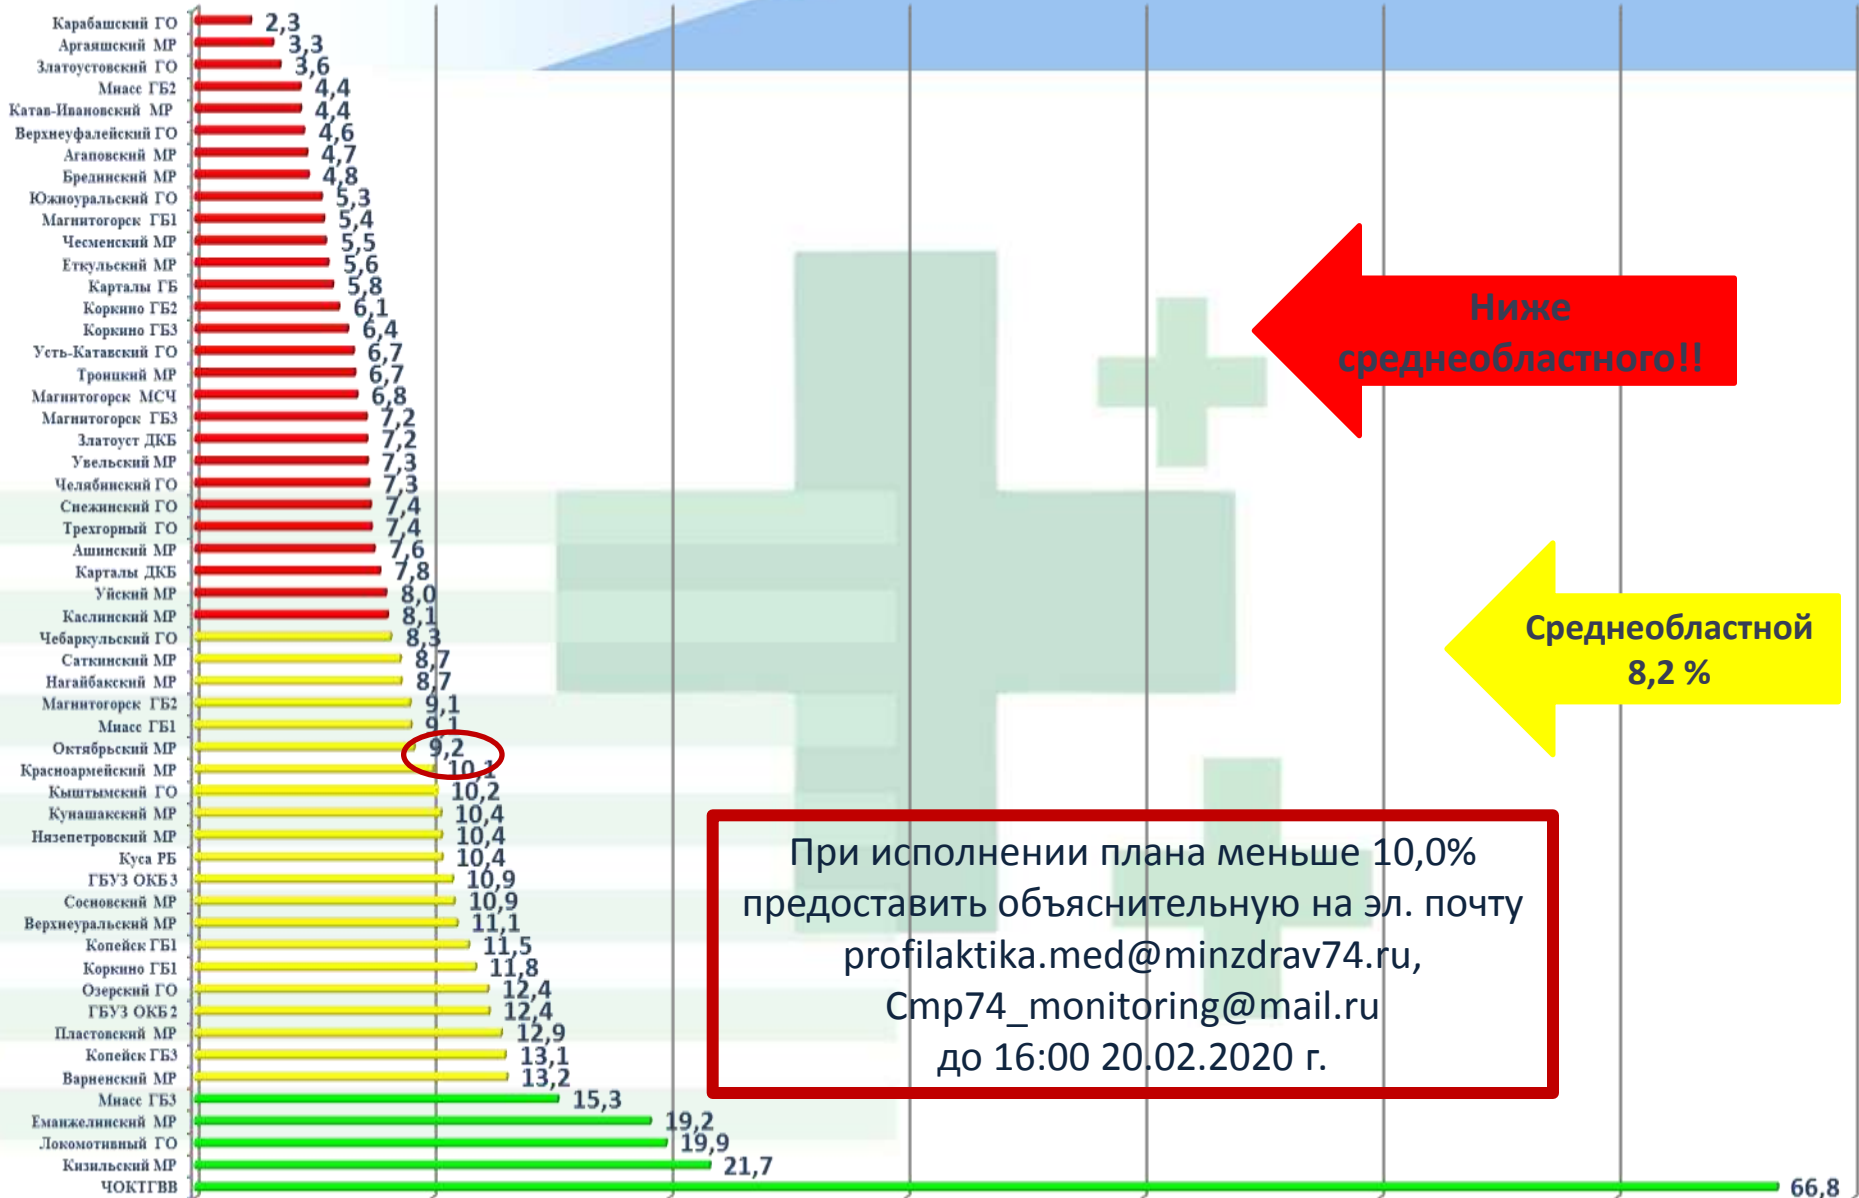 Карабашский ГО 2,3
Аргаяшский МР 3,3
Златоустовский ГО 3,6
Миасс ГБ2 4,4
Катав-Ивановский МР 4,4
Верхнеуфалейский ГО 4,6
Агаповский МР 4,7
Брединский МР 4,8
Южноуральский ГО 5,3
Магнитогорск ГБ1 5,4
Чесменский МР 5,5
Еткульский МР 5,6
Карталы ГБ 5,8
Коркино ГБ2 6,1
Коркино ГБ3 6,4
Усть-Катавский ГО 6,7
Троицкий МР 6,7
Магнитогорск МСЧ 6,8
Магнитогорск ГБ3 7,2
Златоуст ДКБ 7,2
Увельский МР 7,3
Челябинский ГО 7,3
Снежинский ГО 7,4
Трехгорный ГО 7,4
Ашинский МР 7,6
Карталы ДКБ 7,8
Уйский МР 8,0
Каслинский МР 8,1
Чебаркульский ГО 8,3
Саткинский МР 8,7
Нагайбакский МР 8,7
Магнитогорск ГБ2 9,1
Миасс ГБ1 9,1
Октябрьский МР 9,2
Красноармейский МР 10,1
Кыштымский ГО 10,2
Кунашакский МР 10,4
Нязепетровский МР 10,4
Куса РБ 10,4
ГБУЗ ОКБ3 10,9
Сосновский МР 10,9
Верхнеуральский МР 11,1
Копейск ГБ1 11,5
Коркино ГБ1 11,8
Озерский ГО 12,4
ГБУЗ ОКБ2 12,4
Пластовский МР 12,9
Копейск ГБ3 13,1
Варненский МР 13,2
Миасс ГБ3 15,3
Еманжелинский МР 19,2
Локомотивный ГО 19,9
Кизильский МР 21,7
ЧОКТГВВ 66,8
Ниже
среднеобластного!!
Среднеобластной
8,2 %
При исполнении плана меньше 10,0%
предоставить объяснительную на эл. почту
profilaktika.med@minzdrav74.ru,
Cmp74_monitoring@mail.ru
до 16:00 20.02.2020 г.